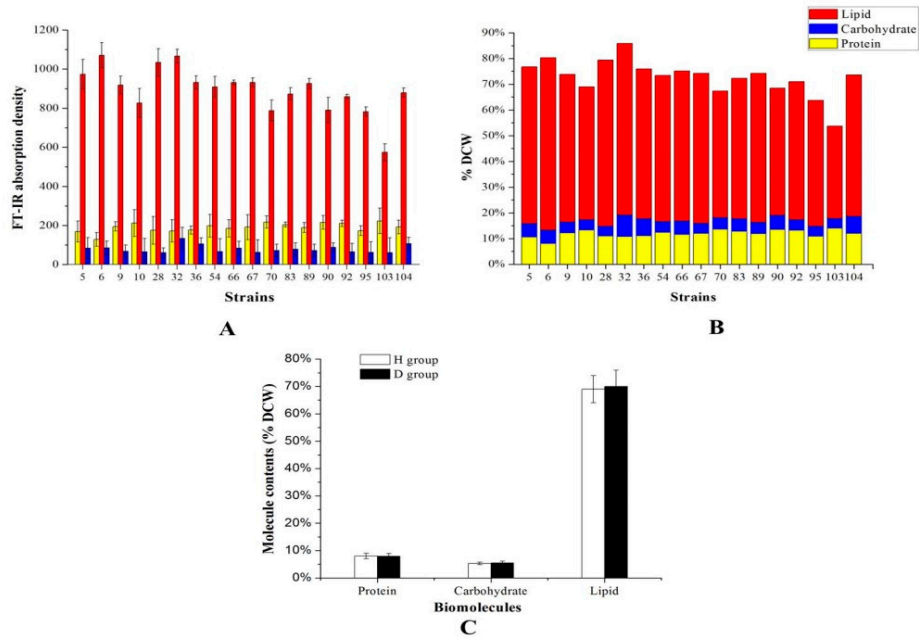 1200
1000
800
600
400
200
0
FT-IR absorption density
5 6 9 10 28 32 36 54 66 67 70 83 89 90 92 95 103 104
Strains
A
Lipid
Carbohydrate
Protein
90%
80%
70%
60%
50%
40%
30%
20%
10%
0%
% DCW
5 6 9 10 28 32 36 54 66 67 70 83 89 90 92 95 103 104
Strains
B
H group
D group
80%
70%
60%
50%
40%
30%
20%
10%
0%
Molecule contents (% DCW)
Protein Carbohydrate Lipid
Biomolecules
C